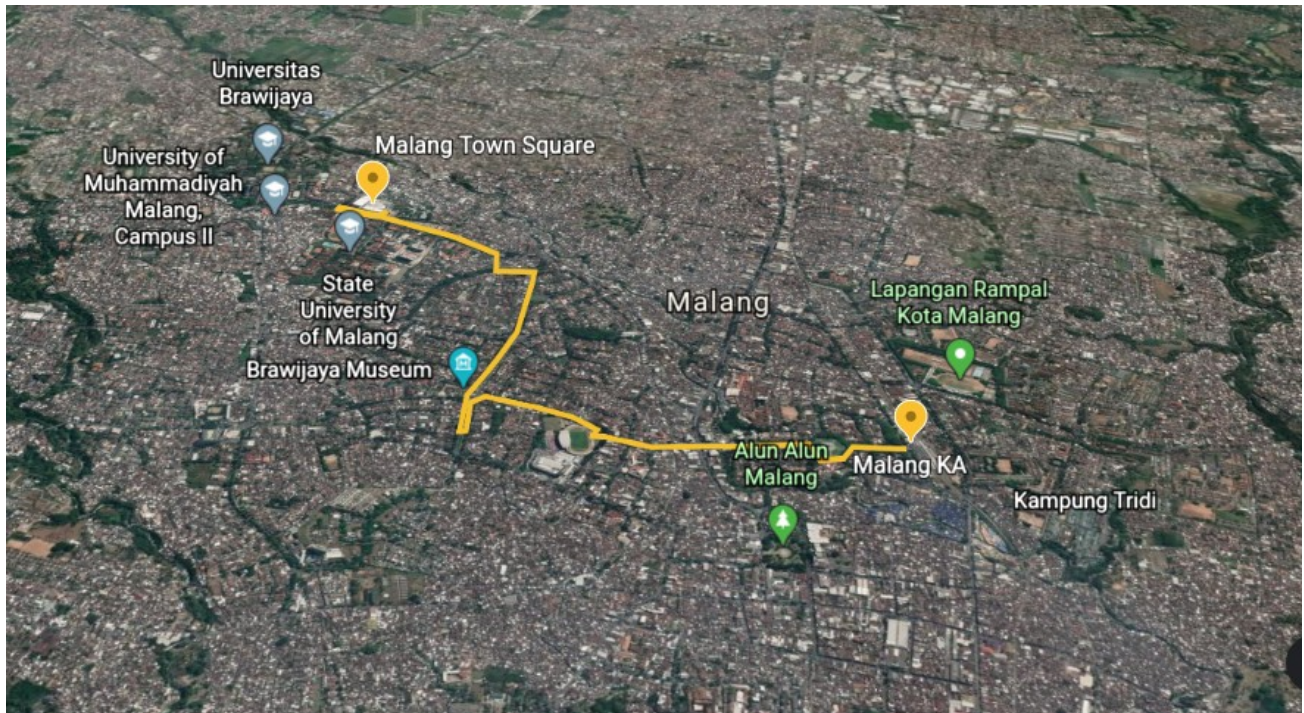 Universitas
Brawijaya
Malang Town Square
University of
Muhammadiyah
Malang,
Campus II
State
University
of Malang
Malang
Lapangan Rampal
Kota Malang
Brawijaya Museum
Alun Alun
Malang
Malang KA
Kampung Tridi